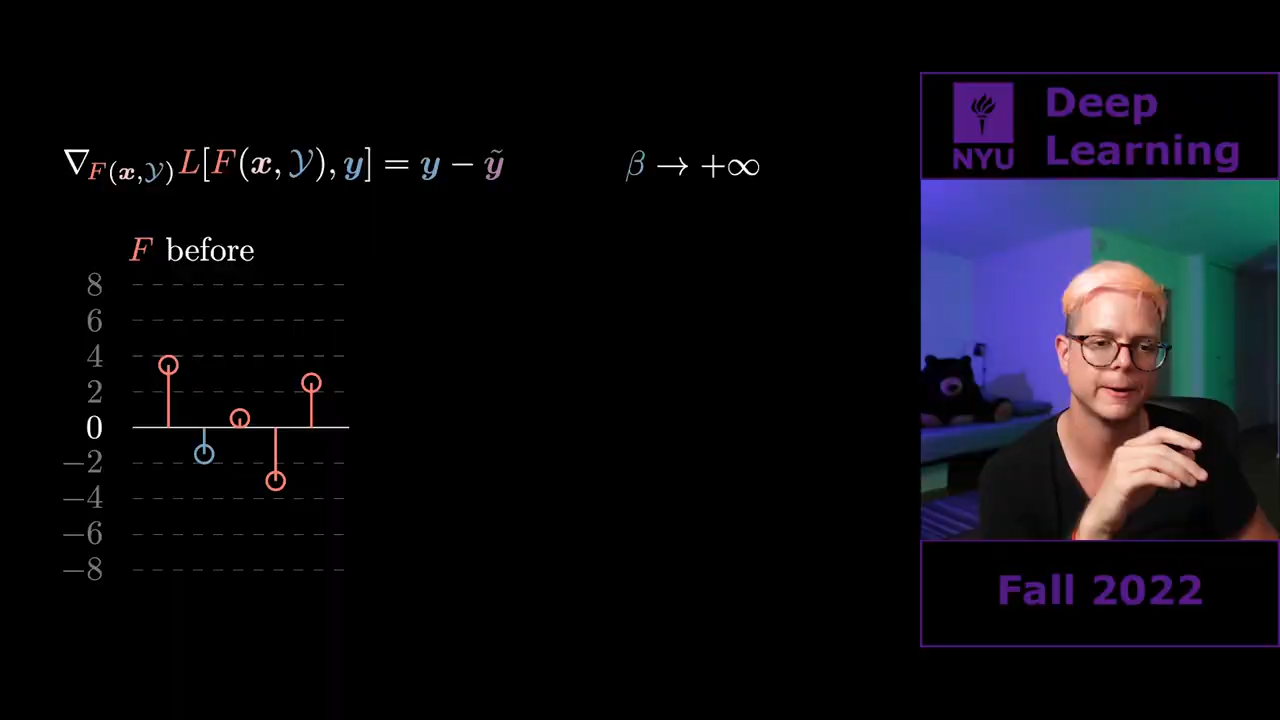 ∇_{F(x,𝒴)} L[F(x, 𝒴), y] = y − ỹ
β → +∞
F before
8
6
4
2
0
−2
−4
−6
−8
NYU
Deep
Learning
Fall 2022